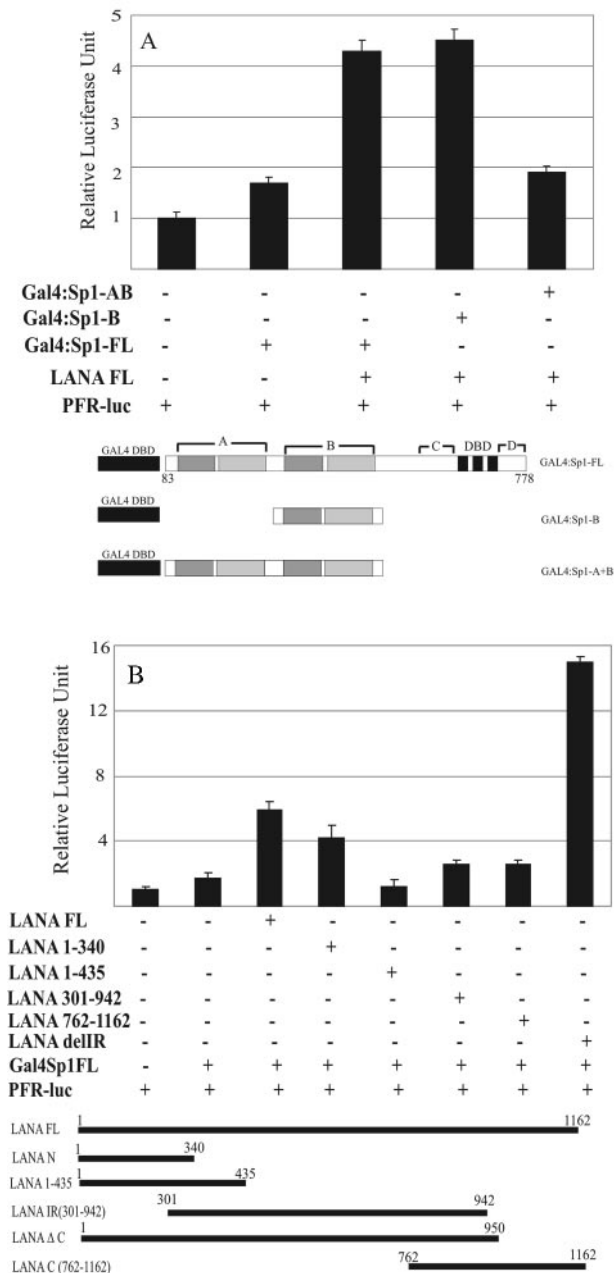 A
Relative Luciferase Unit
5
4
3
2
1
Gal4:Sp1-AB - - - - +
Gal4:Sp1-B - - - + -
Gal4:Sp1-FL - + + - -
LANA FL - - + + +
PFR-luc + + + + +
A B C DBD D
GAL4 DBD GAL4:Sp1-FL
83 778
GAL4 DBD
GAL4:Sp1-B
GAL4 DBD
GAL4:Sp1-A+B
B
Relative Luciferase Unit
16
12
8
4
LANA FL - - + - - - - -
LANA 1-340 - - - + - - - -
LANA 1-435 - - - - + - - -
LANA 301-942 - - - - - + - -
LANA 762-1162 - - - - - - + -
LANA delIR - - - - - - - +
Gal4Sp1FL - + + + + + + +
PFR-luc + + + + + + + +
LANA FL 1 1162
LANA N 1 340
LANA 1-435 1 435
LANA IR(301-942) 301 942
LANA Δ C 1 950
LANA C (762-1162) 762 1162